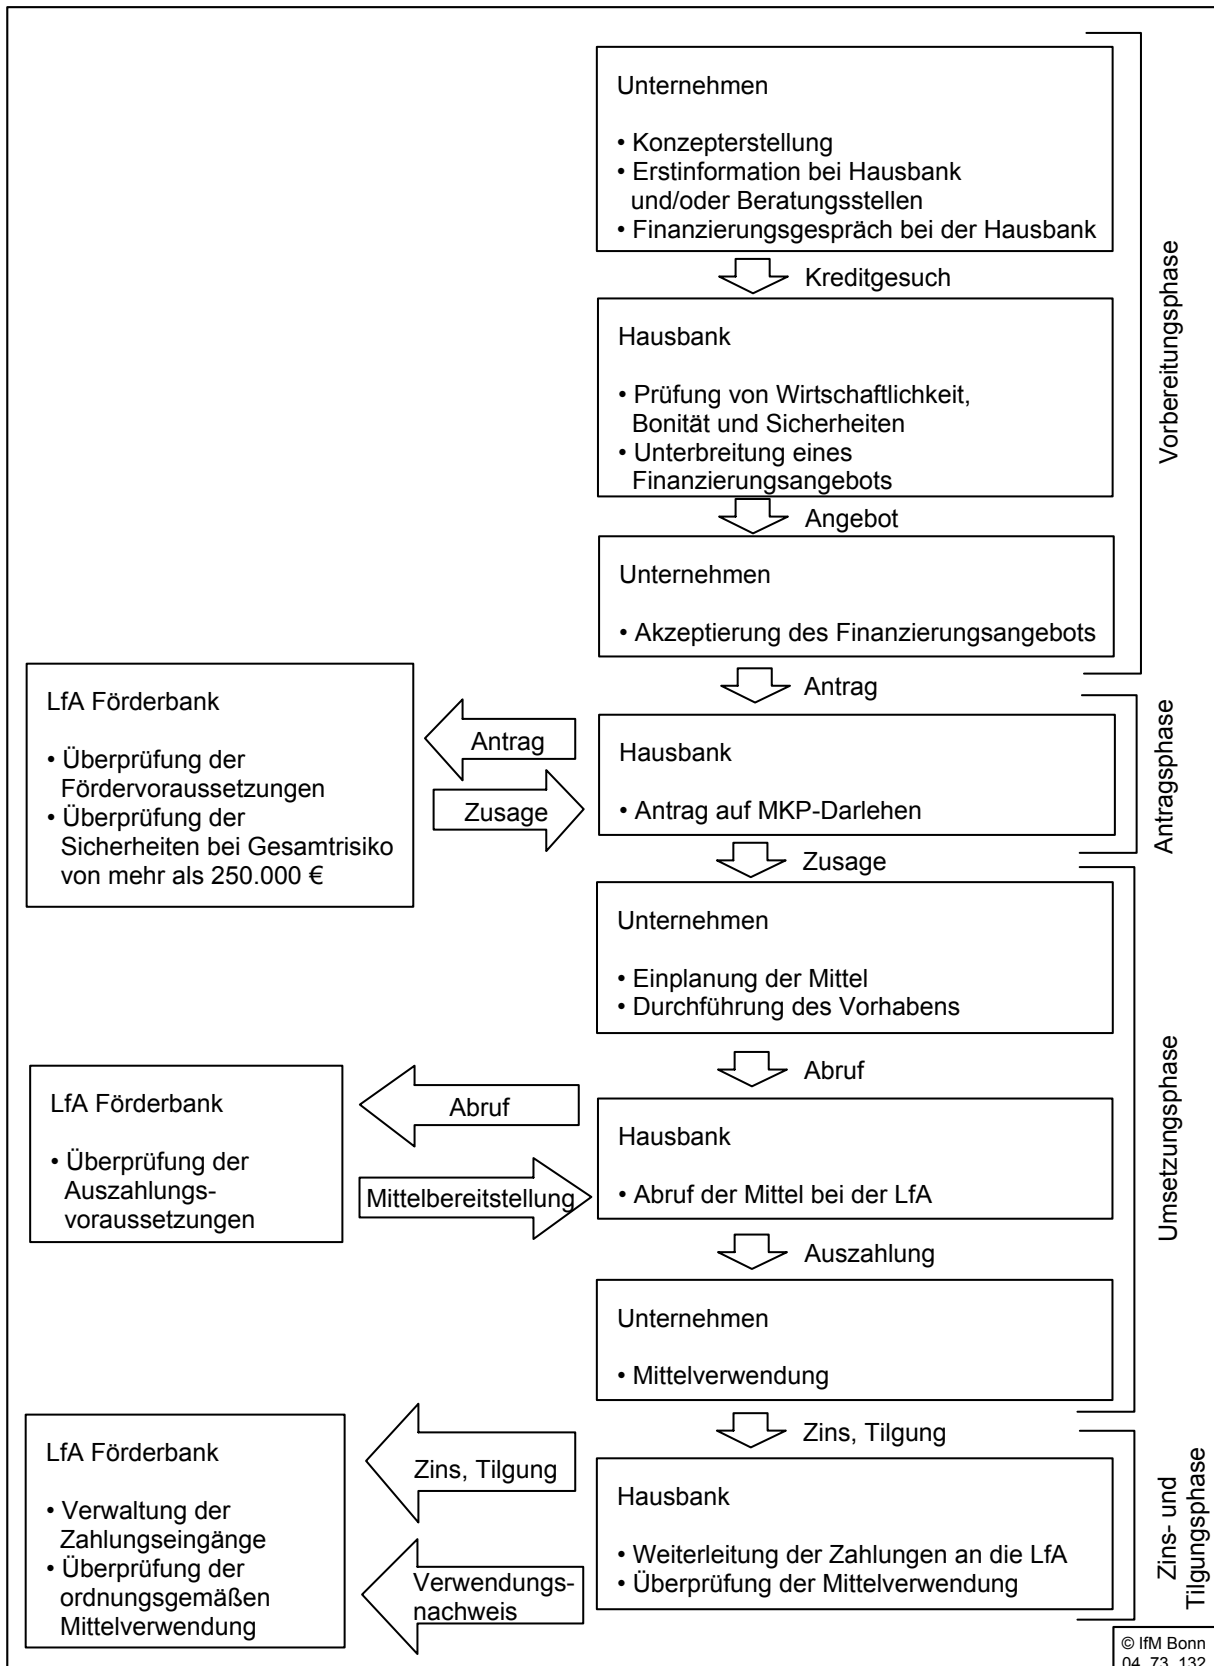 Unternehmen
• Konzepterstellung
• Erstinformation bei Hausbank
und/oder Beratungsstellen
• Finanzierungsgespräch bei der Hausbank
Kreditgesuch
Hausbank
• Prüfung von Wirtschaftlichkeit,
Bonität und Sicherheiten
• Unterbreitung eines
Finanzierungsangebots
Angebot
Unternehmen
• Akzeptierung des Finanzierungsangebots
Vorbereitungsphase
Antrag
LfA Förderbank
• Überprüfung der
Fördervoraussetzungen
• Überprüfung der
Sicherheiten bei Gesamtrisiko
von mehr als 250.000 €
Antrag
Zusage
Hausbank
• Antrag auf MKP-Darlehen
Antragsphase
Zusage
Unternehmen
• Einplanung der Mittel
• Durchführung des Vorhabens
Abruf
LfA Förderbank
• Überprüfung der
Auszahlungs-
voraussetzungen
Abruf
Mittelbereitstellung
Hausbank
• Abruf der Mittel bei der LfA
Auszahlung
Unternehmen
• Mittelverwendung
Umsetzungsphase
Zins, Tilgung
LfA Förderbank
• Verwaltung der
Zahlungseingänge
• Überprüfung der
ordnungsgemäßen
Mittelverwendung
Zins, Tilgung
Verwendungs-
nachweis
Hausbank
• Weiterleitung der Zahlungen an die LfA
• Überprüfung der Mittelverwendung
Zins- und
Tilgungsphase
© IfM Bonn
04 73 132